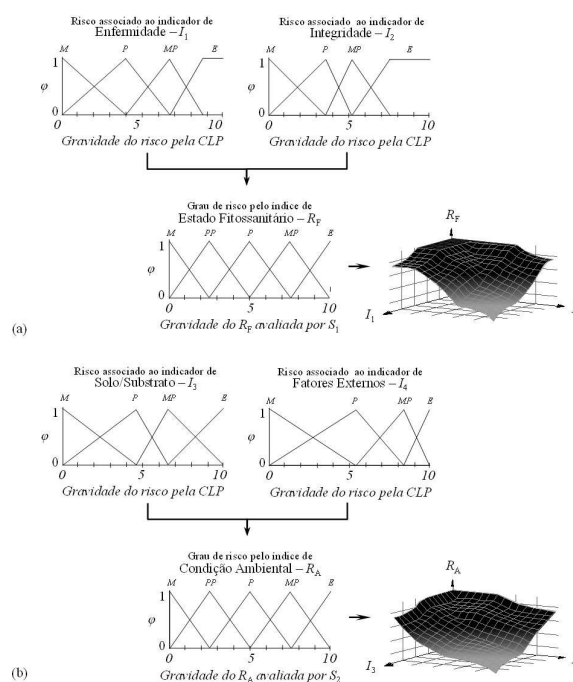 Risco associado ao indicador de
Enfermidade – I1
M P MP E
1
φ
0
0 5 10
Gravidade do risco pela CLP
Risco associado ao indicador de
Integridade – I2
M P MP E
1
φ
0
0 5 10
Gravidade do risco pela CLP
Grau de risco pelo índice de
Estado Fitossanitário – RF
M PP P MP E
1
φ
0
0 5 10
Gravidade do RF avaliada por S1
RF
I1
(a)
Risco associado ao indicador de
Solo/Substrato – I3
M P MP E
1
φ
0
0 5 10
Gravidade do risco pela CLP
Risco associado ao indicador de
Fatores Externos – I4
M P MP E
1
φ
0
0 5 10
Gravidade do risco pela CLP
Grau de risco pelo índice de
Condição Ambiental – RA
M PP P MP E
1
φ
0
0 5 10
Gravidade do RA avaliada por S2
RA
I3
(b)